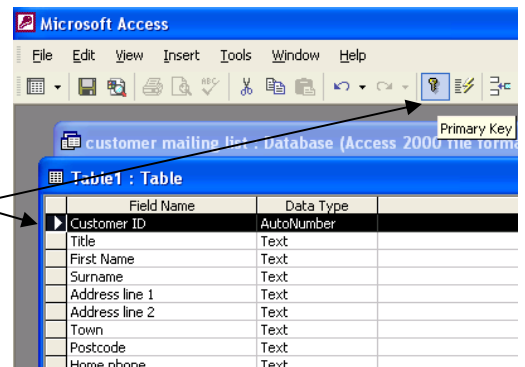 Microsoft Access
File Edit View Insert Tools Window Help
Primary Key
customer mailing list : Database (Access 2000 file forma
Table1 : Table
Field Name Data Type
Customer ID AutoNumber
Title Text
First Name Text
Surname Text
Address line 1 Text
Address line 2 Text
Town Text
Postcode Text
Home phone Text